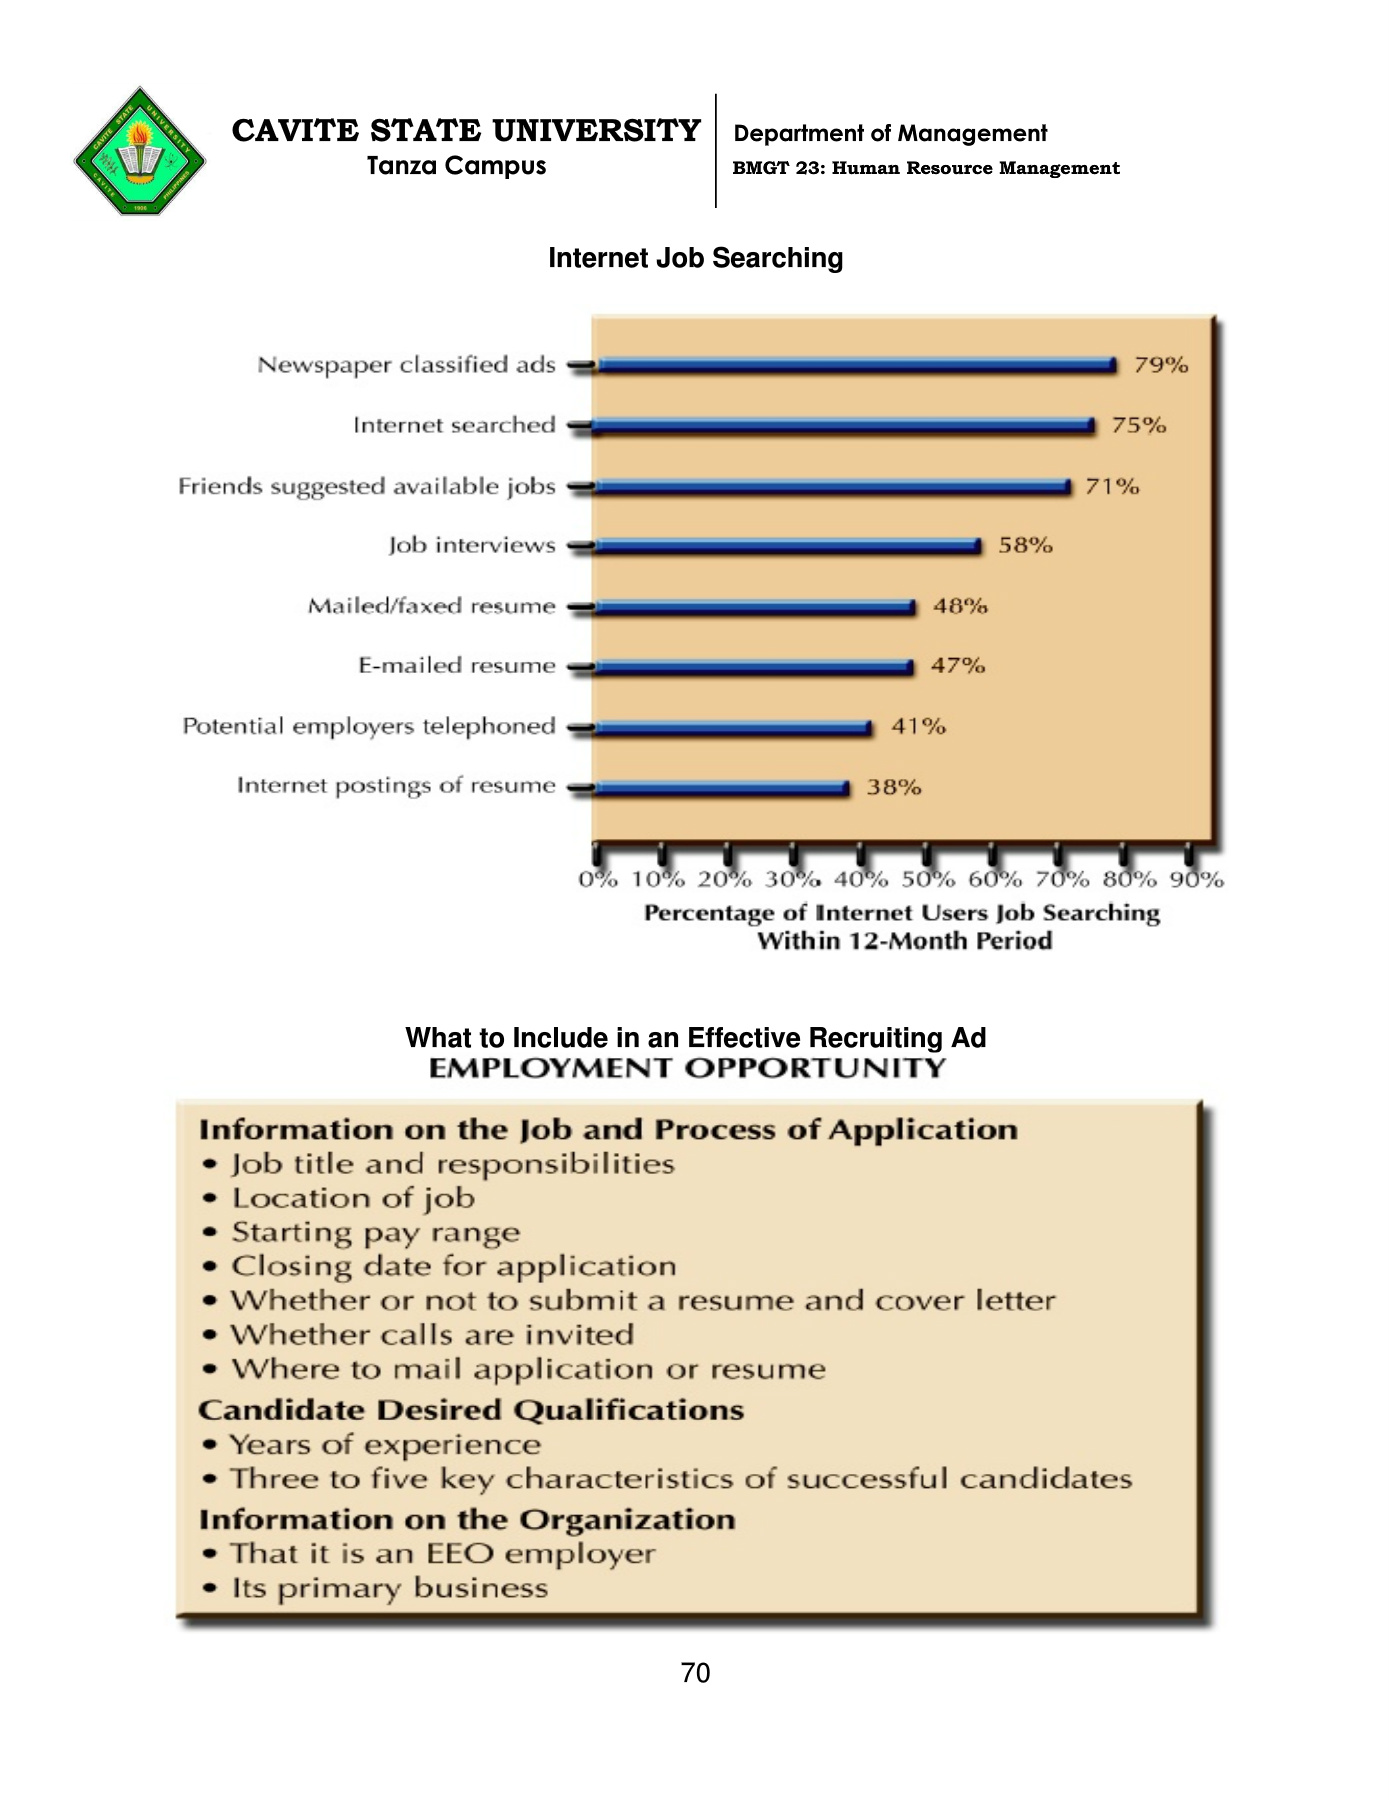 CAVITE STATE UNIVERSITY
Tanza Campus
Department of Management
BMGT 23: Human Resource Management
CAVITE STATE UNIVERSITY
CAVITE PHILIPPINES
1906
Internet Job Searching
Newspaper classified ads 79%
Internet searched 75%
Friends suggested available jobs 71%
Job interviews 58%
Mailed/faxed resume 48%
E-mailed resume 47%
Potential employers telephoned 41%
Internet postings of resume 38%
0% 10% 20% 30% 40% 50% 60% 70% 80% 90%
Percentage of Internet Users Job Searching
Within 12-Month Period
What to Include in an Effective Recruiting Ad
EMPLOYMENT OPPORTUNITY
Information on the Job and Process of Application
• Job title and responsibilities
• Location of job
• Starting pay range
• Closing date for application
• Whether or not to submit a resume and cover letter
• Whether calls are invited
• Where to mail application or resume
Candidate Desired Qualifications
• Years of experience
• Three to five key characteristics of successful candidates
Information on the Organization
• That it is an EEO employer
• Its primary business
70